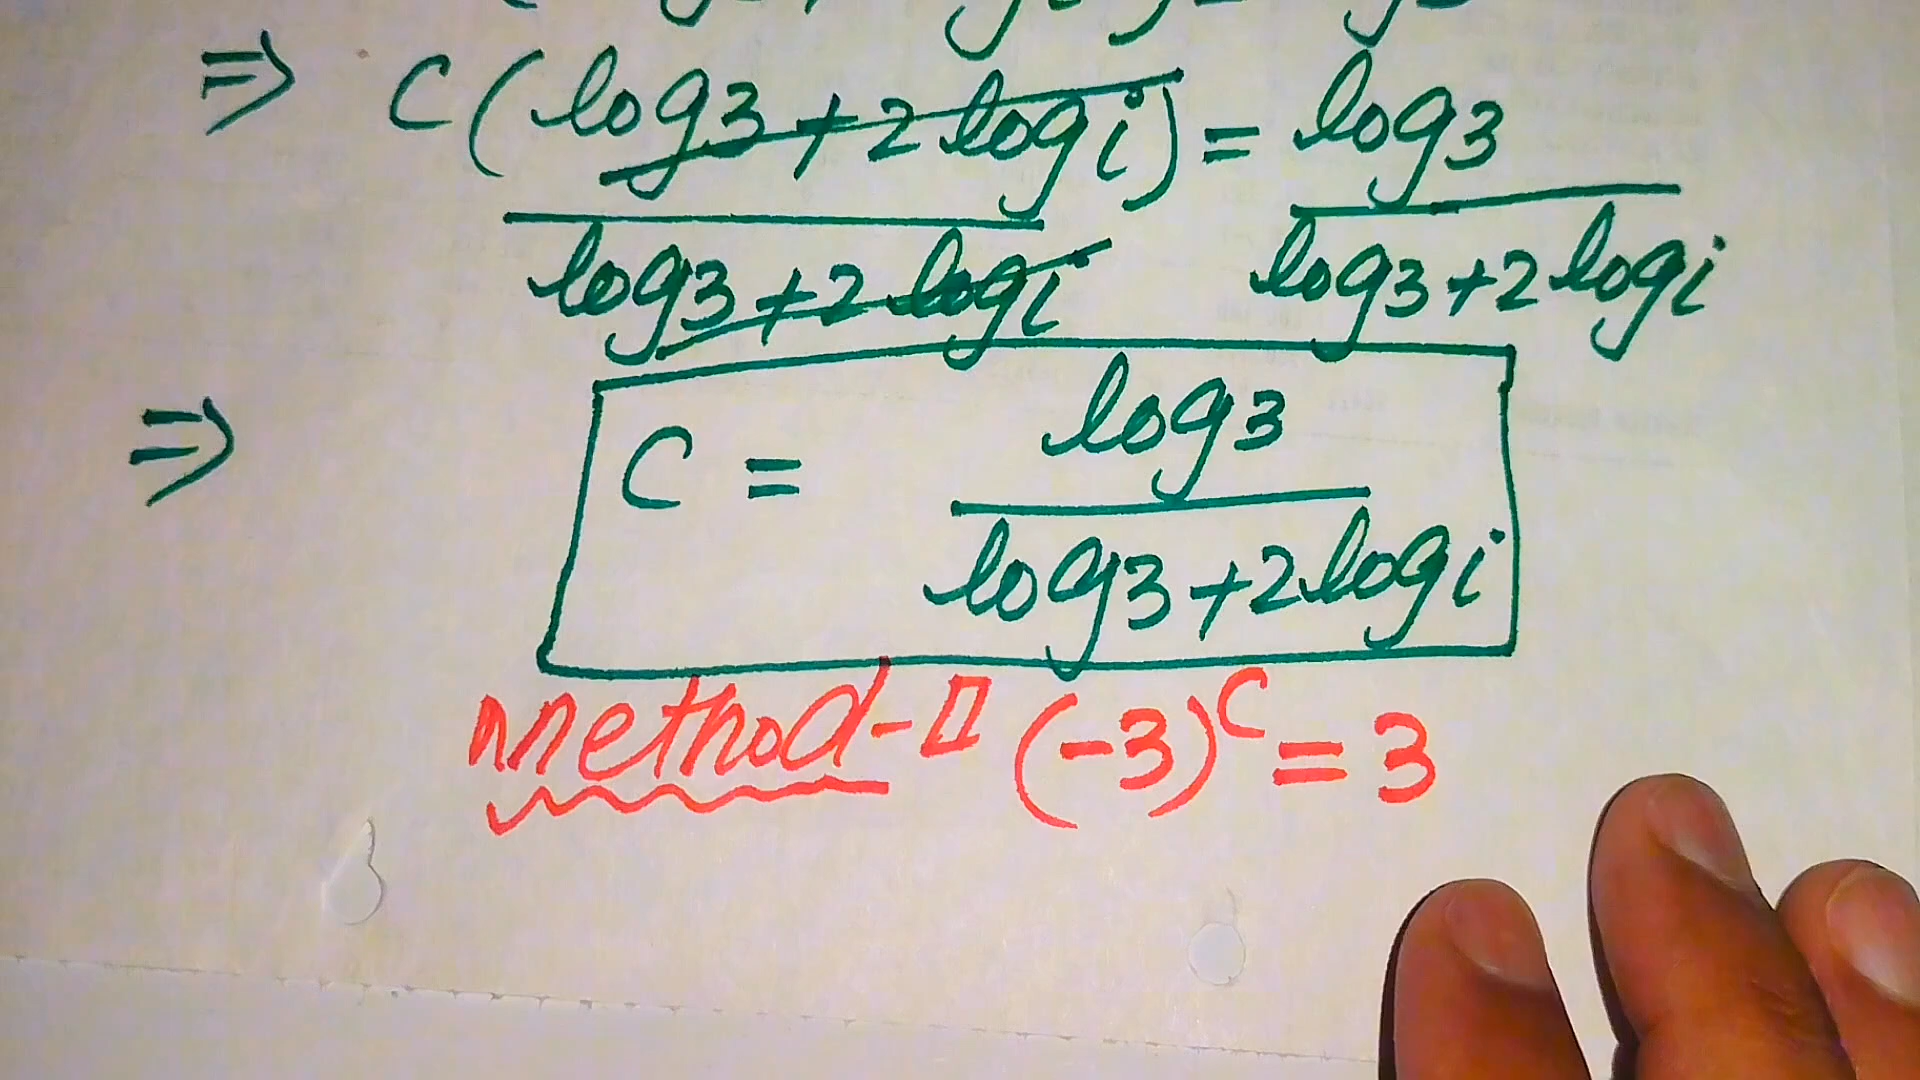 ⇒ C(log3+2logi) = log3
log3+2logi log3+2logi
⇒ C = log3
log3+2logi
Method-II (-3)^C = 3